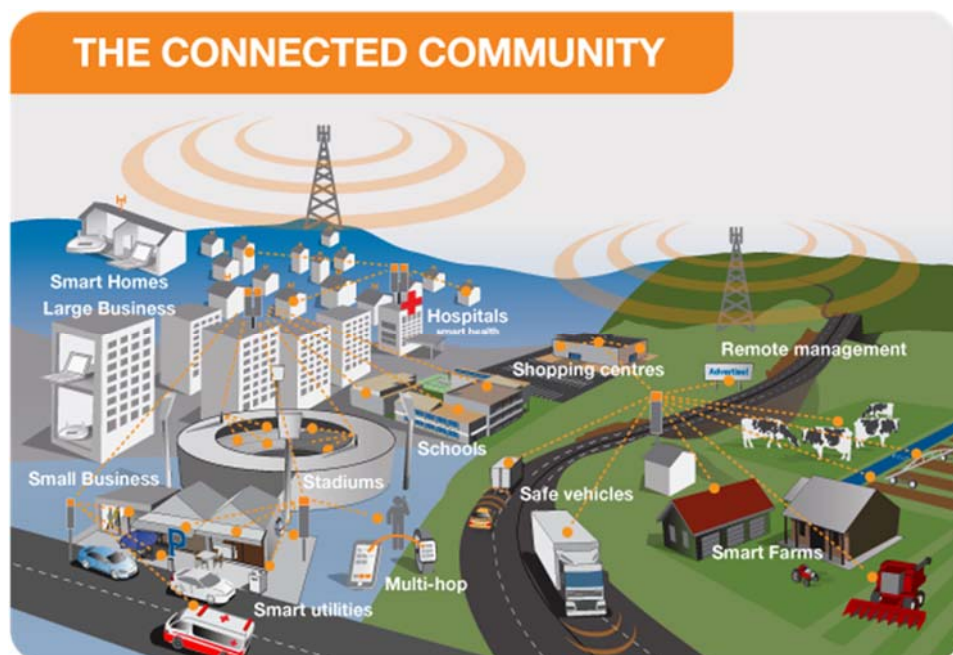 THE CONNECTED COMMUNITY
Smart Homes
Large Business
Hospitals
smart health
Remote management
Shopping centres
Advertise!
Schools
Small Business
Stadiums
Safe vehicles
P
Smart Farms
Multi-hop
Smart utilities